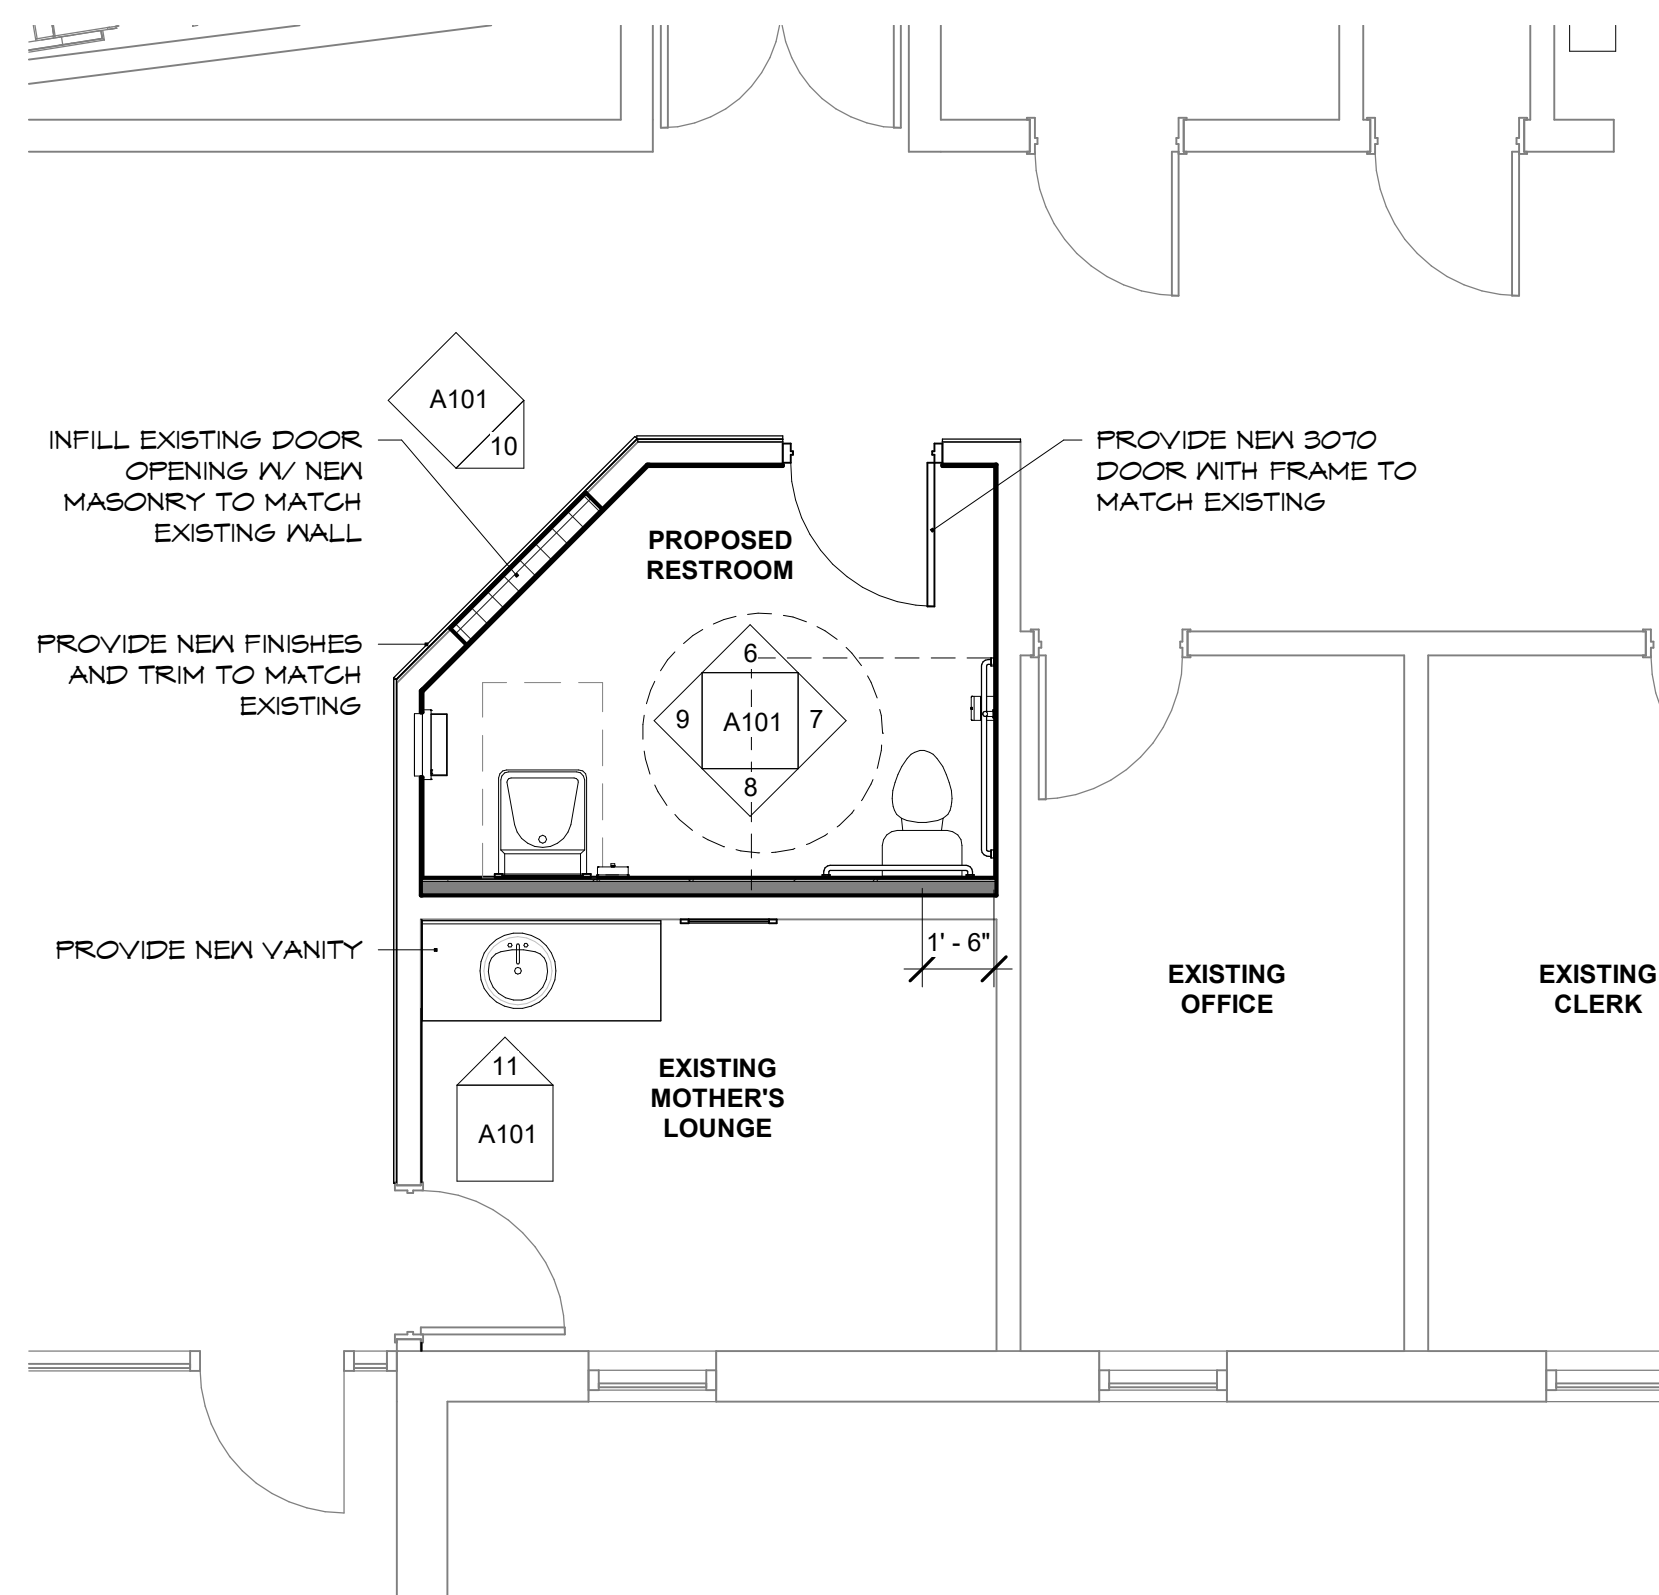 A101
10
INFILL EXISTING DOOR
OPENING W/ NEW
MASONRY TO MATCH
EXISTING WALL
PROVIDE NEW 3070
DOOR WITH FRAME TO
MATCH EXISTING
PROPOSED
RESTROOM
PROVIDE NEW FINISHES
AND TRIM TO MATCH
EXISTING
6
9
A101
7
8
PROVIDE NEW VANITY
1' - 6"
EXISTING
OFFICE
EXISTING
CLERK
11
A101
EXISTING
MOTHER'S
LOUNGE